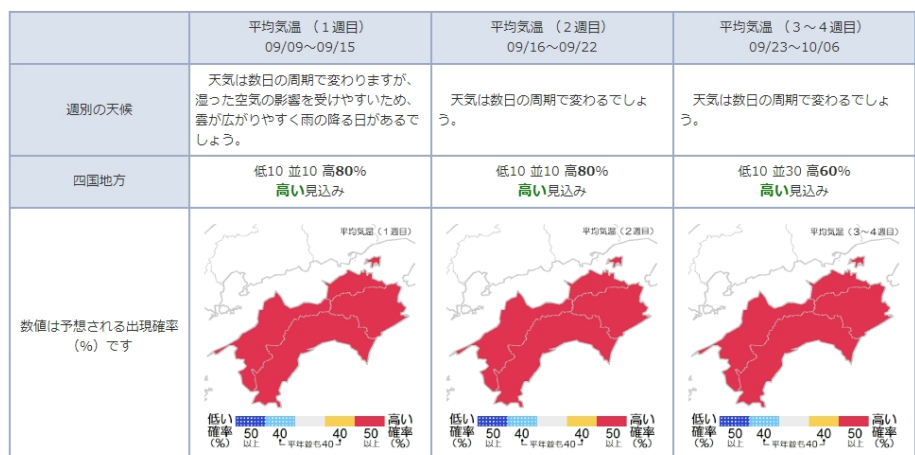 平均気温 （１週目）
09/09～09/15
平均気温 （２週目）
09/16～09/22
平均気温 （３～４週目）
09/23～10/06
週別の天候
天気は数日の周期で変わりますが、
湿った空気の影響を受けやすいため、
雲が広がりやすく雨の降る日があるで
しょう。
天気は数日の周期で変わるでしょ
う。
天気は数日の周期で変わるでしょ
う。
四国地方
低10 並10 高80%
高い見込み
低10 並10 高80%
高い見込み
低10 並30 高60%
高い見込み
数値は予想される出現確率
（%）です
平均気温（１週目）
低い
確率
(%)
50
以上
40
平年並も40
40
50
以上
高い
確率
(%)
平均気温（２週目）
低い
確率
(%)
50
以上
40
平年並も40
40
50
以上
高い
確率
(%)
平均気温（３～４週目）
低い
確率
(%)
50
以上
40
平年並も40
40
50
以上
高い
確率
(%)